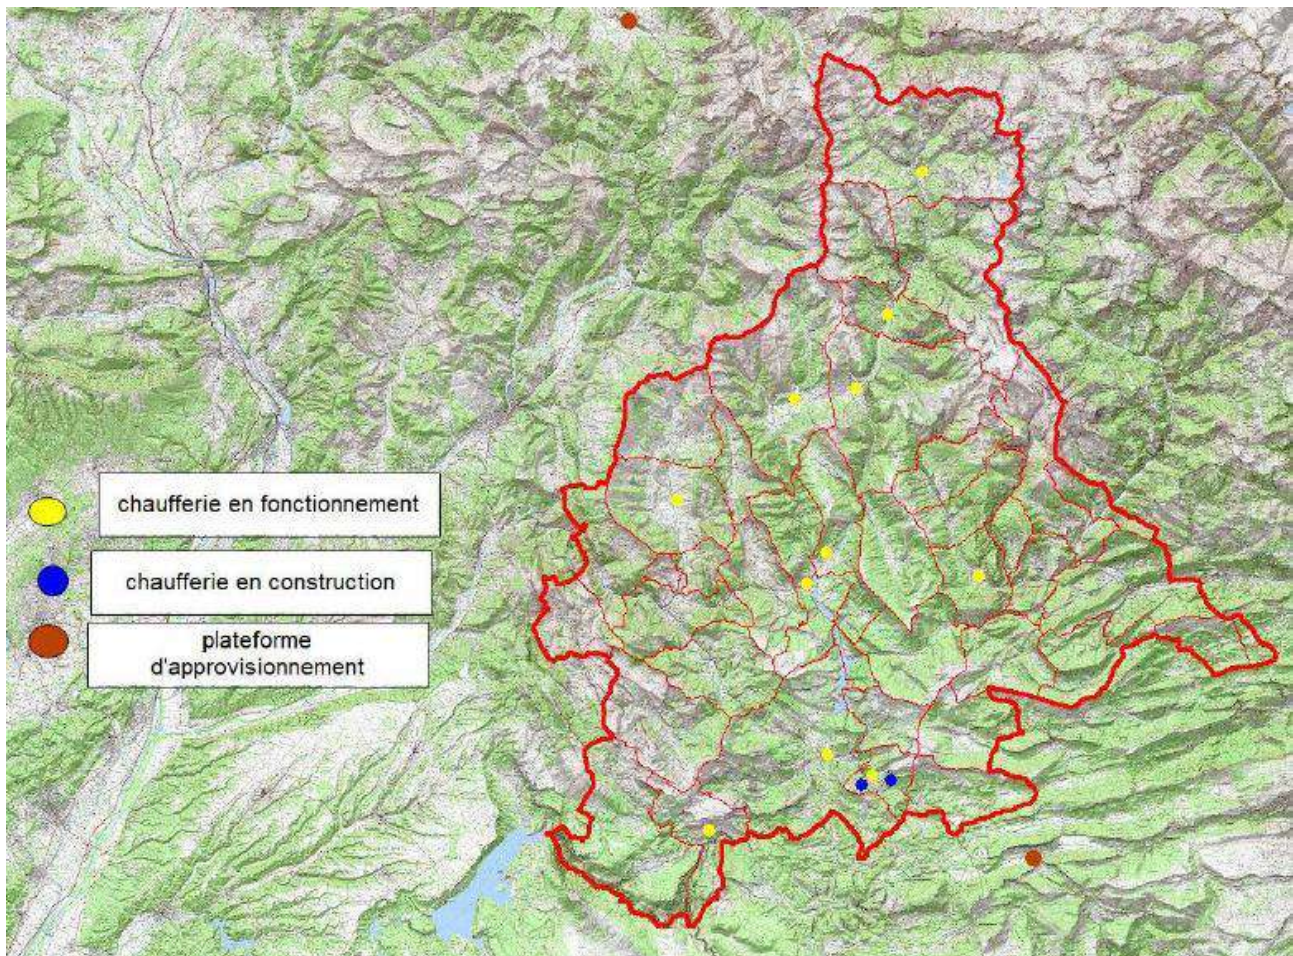 chaufferie en fonctionnement
chaufferie en construction
plateforme
d'approvisionnement